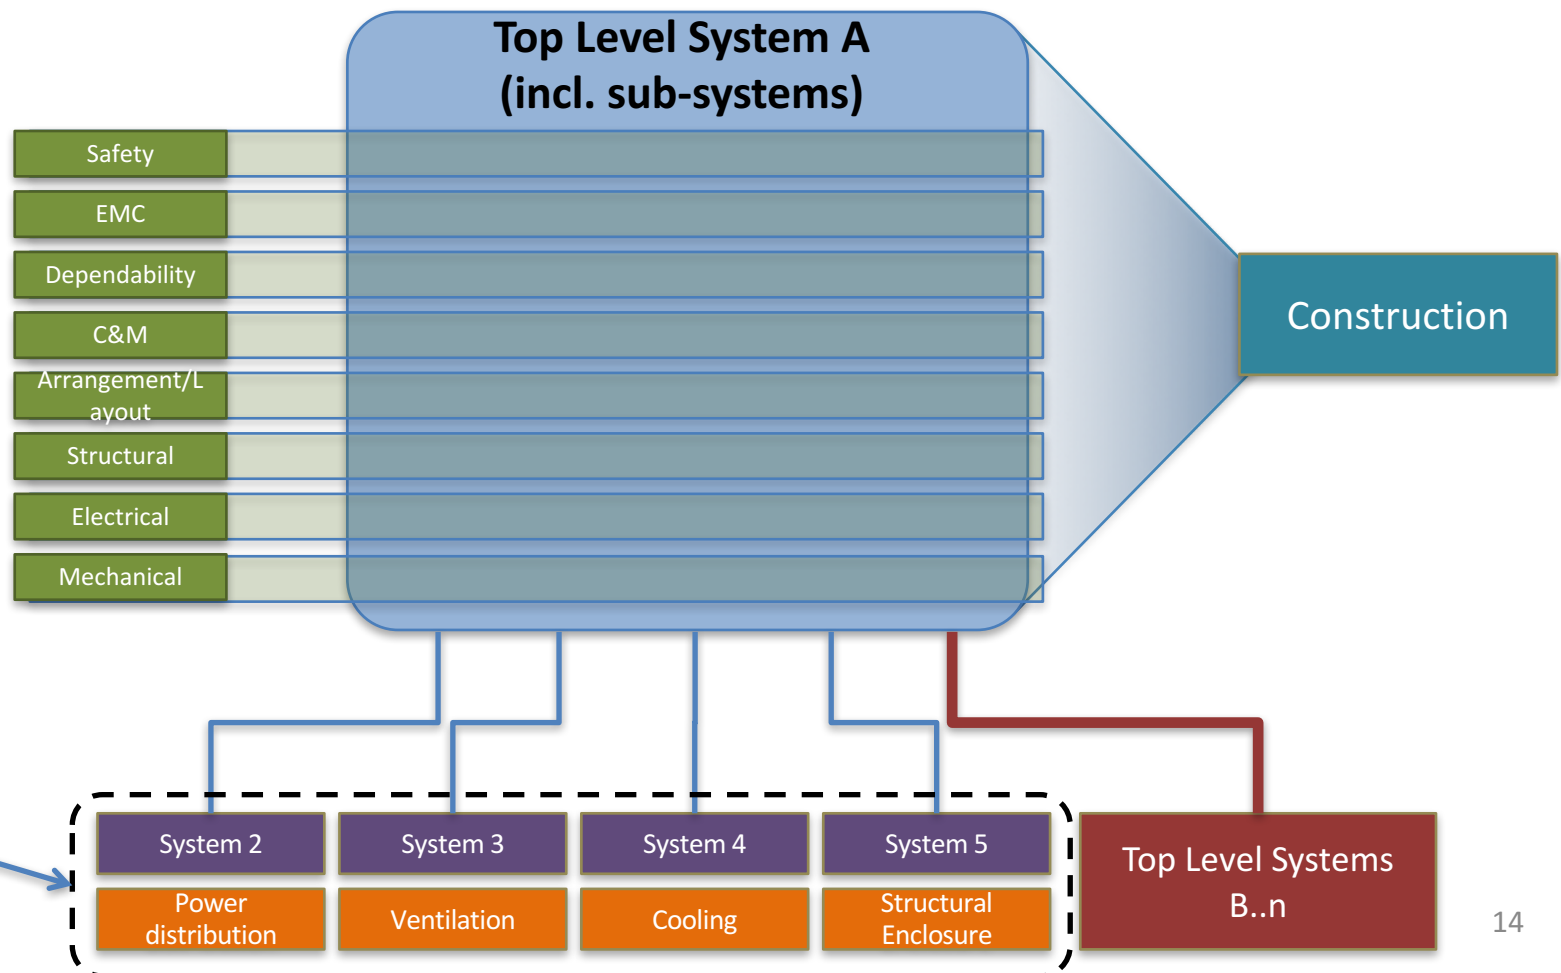 Top Level System A
(incl. sub-systems)
Safety
EMC
Dependability
C&M
Arrangement/L
ayout
Structural
Electrical
Mechanical
Construction
System 2
System 3
System 4
System 5
Power
distribution
Ventilation
Cooling
Structural
Enclosure
Top Level Systems
B..n
14